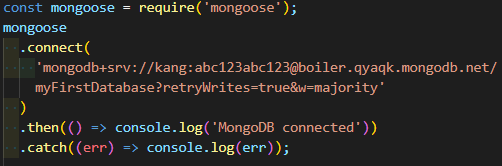 const mongoose = require('mongoose');
mongoose
.connect(
'mongodb+srv://kang:abc123abc123@boiler.qyaqk.mongodb.net/
myFirstDatabase?retryWrites=true&w=majority'
)
.then(() => console.log('MongoDB connected'))
.catch((err) => console.log(err));